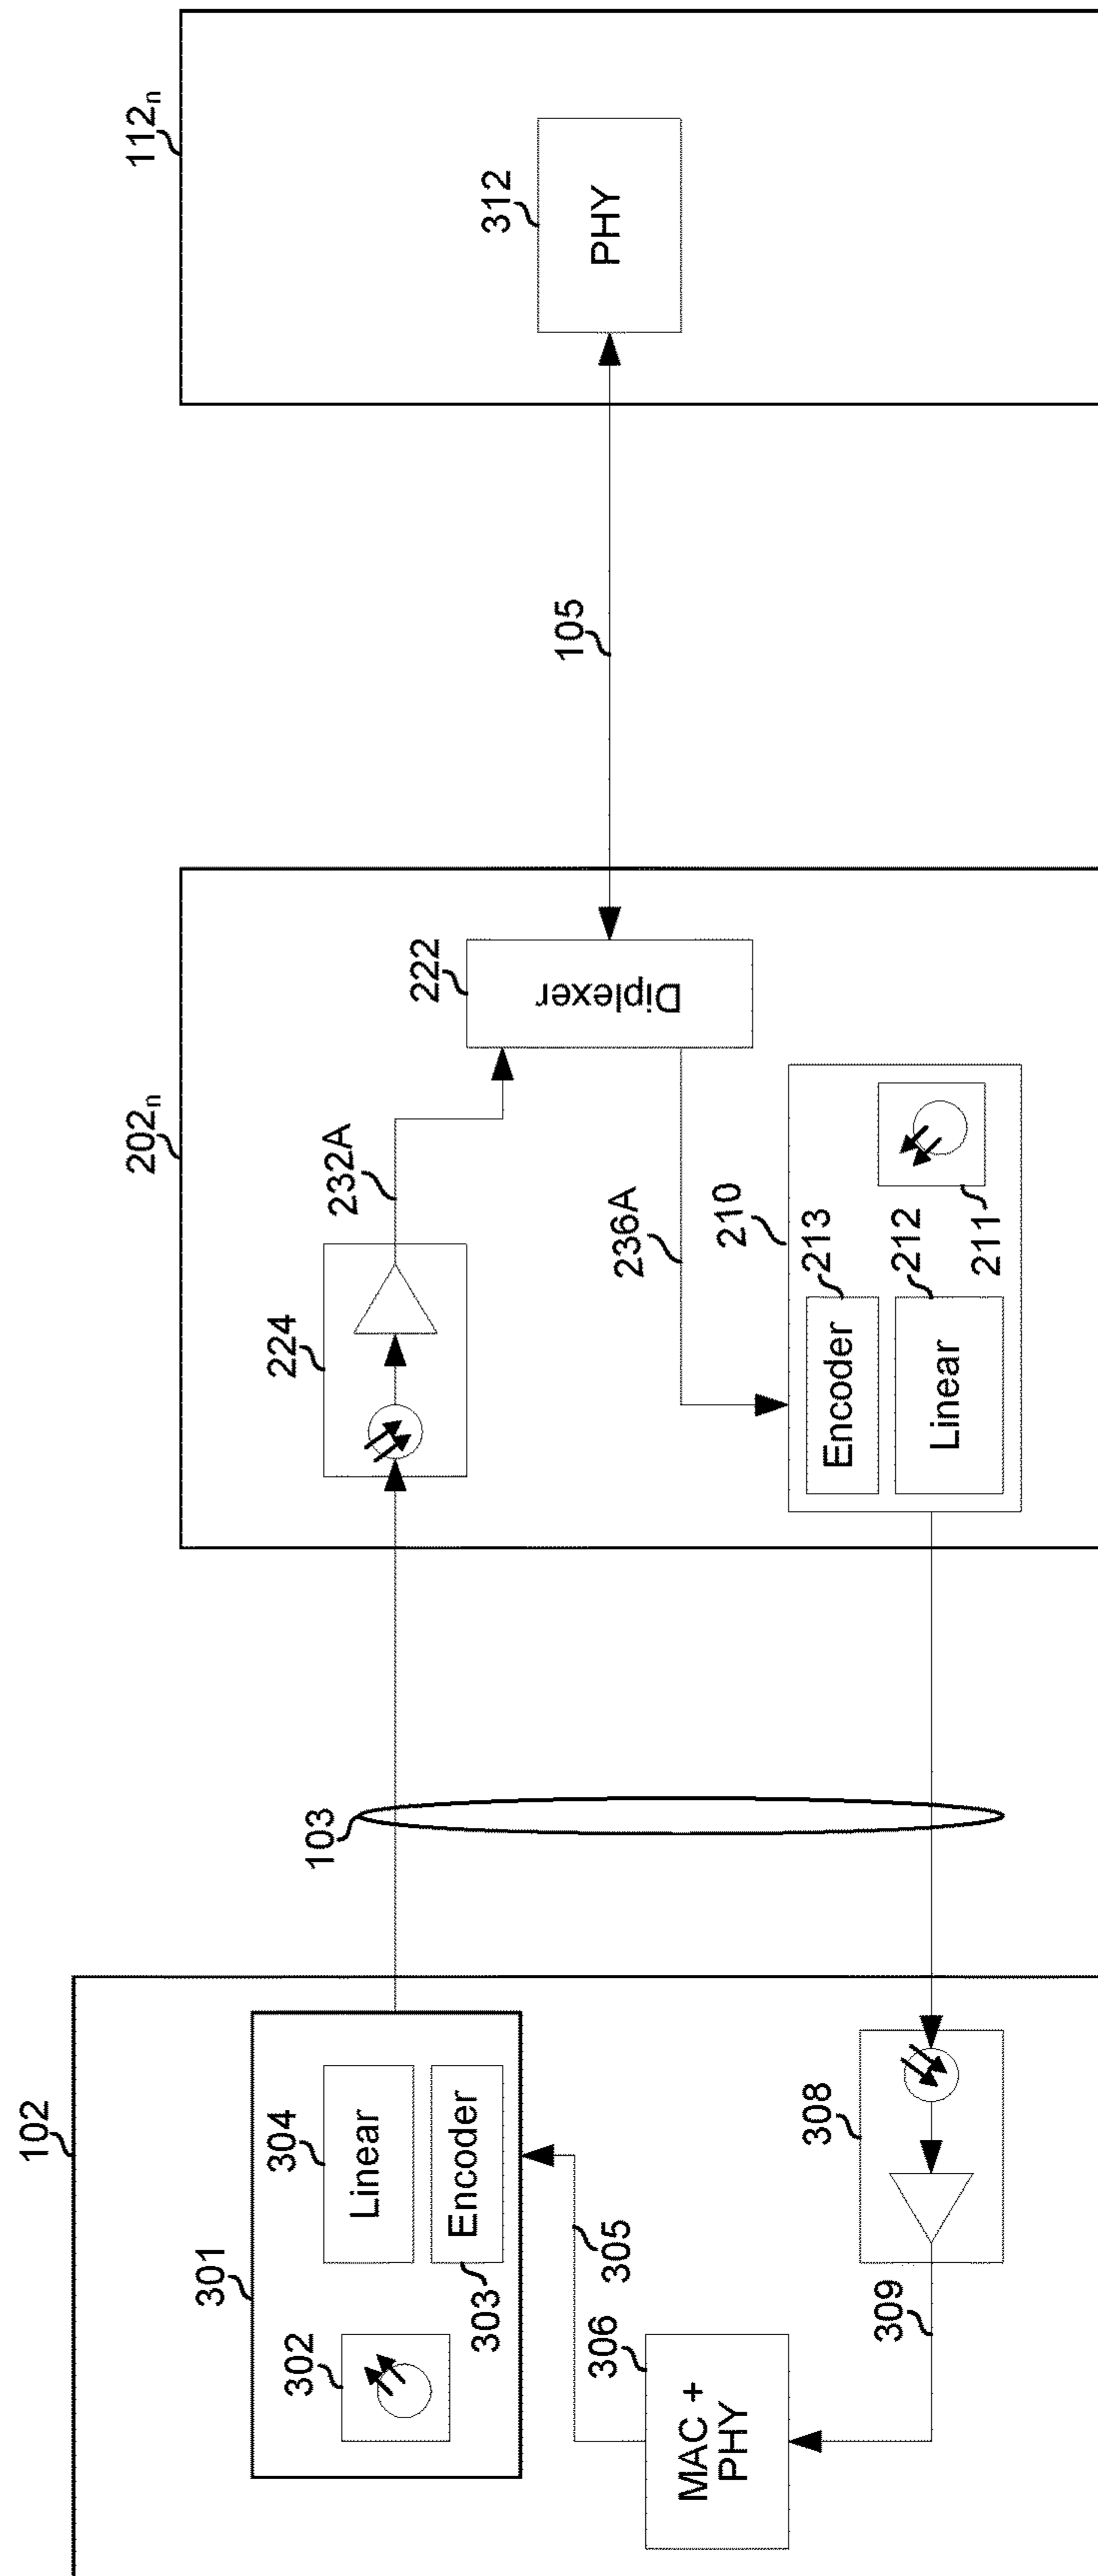 102
301
302
304
Linear
Encoder
303
305
306
MAC +
PHY
308
309
103
202n
224
232A
222
Diplexer
236A
210
213
Encoder
212
Linear
211
105
112n
312
PHY